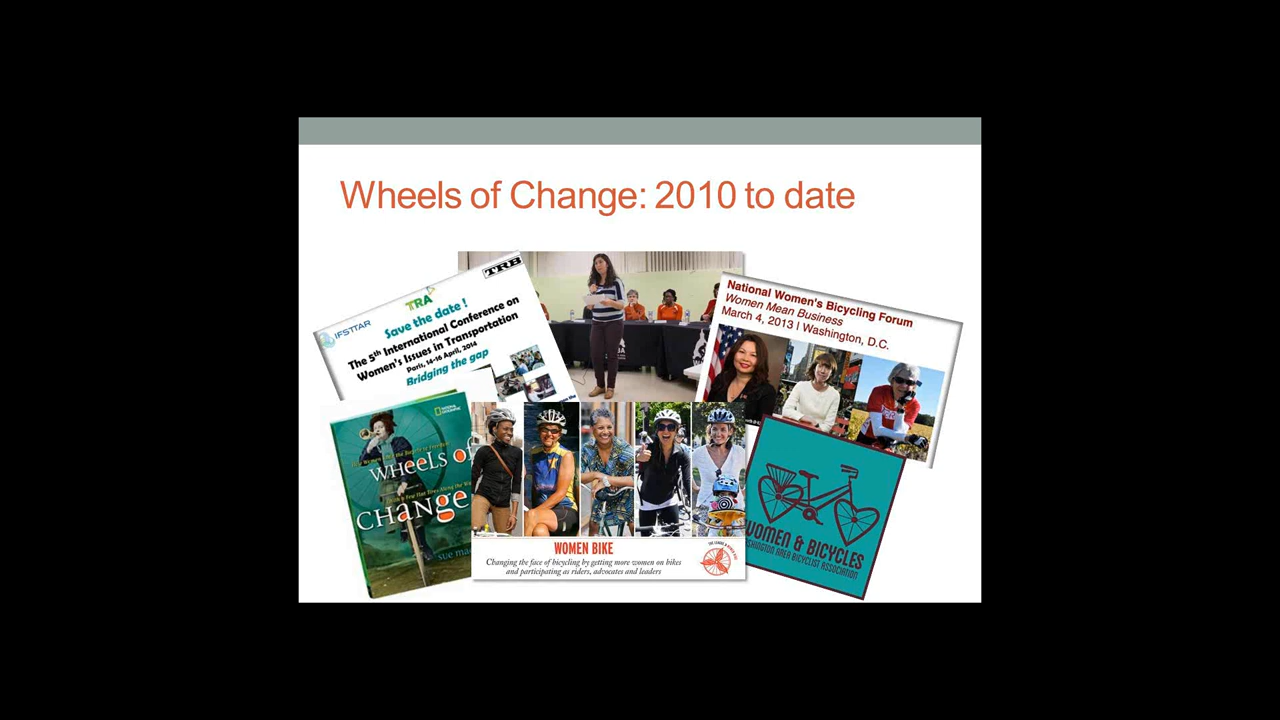 Wheels of Change: 2010 to date
TRB
TRA
IFSTTAR
Save the date !
The 5th International Conference on
Women's Issues in Transportation
Paris, 14-16 April, 2014
Bridging the gap
National Women's Bicycling Forum
Women Mean Business
March 4, 2013 | Washington, D.C.
NATIONAL
GEOGRAPHIC
WHEELS OF
CHANGE
SUE
WOMEN BIKE
Changing the face of bicycling by getting more women on bikes
and participating as riders, advocates and leaders
WOMEN & BICYCLES
WASHINGTON AREA BICYCLIST ASSOCIATION